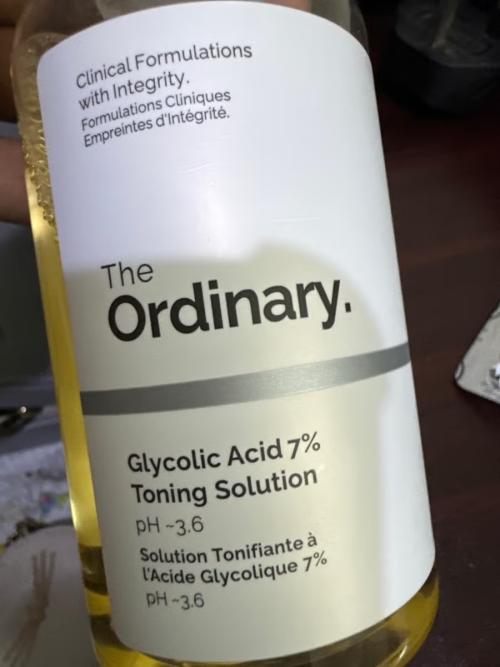 Clinical Formulations
with Integrity.
Formulations Cliniques
Empreintes d'Intégrité.
The
Ordinary.
Glycolic Acid 7%
Toning Solution
pH ~3.6
Solution Tonifiante à
l'Acide Glycolique 7%
pH ~3.6